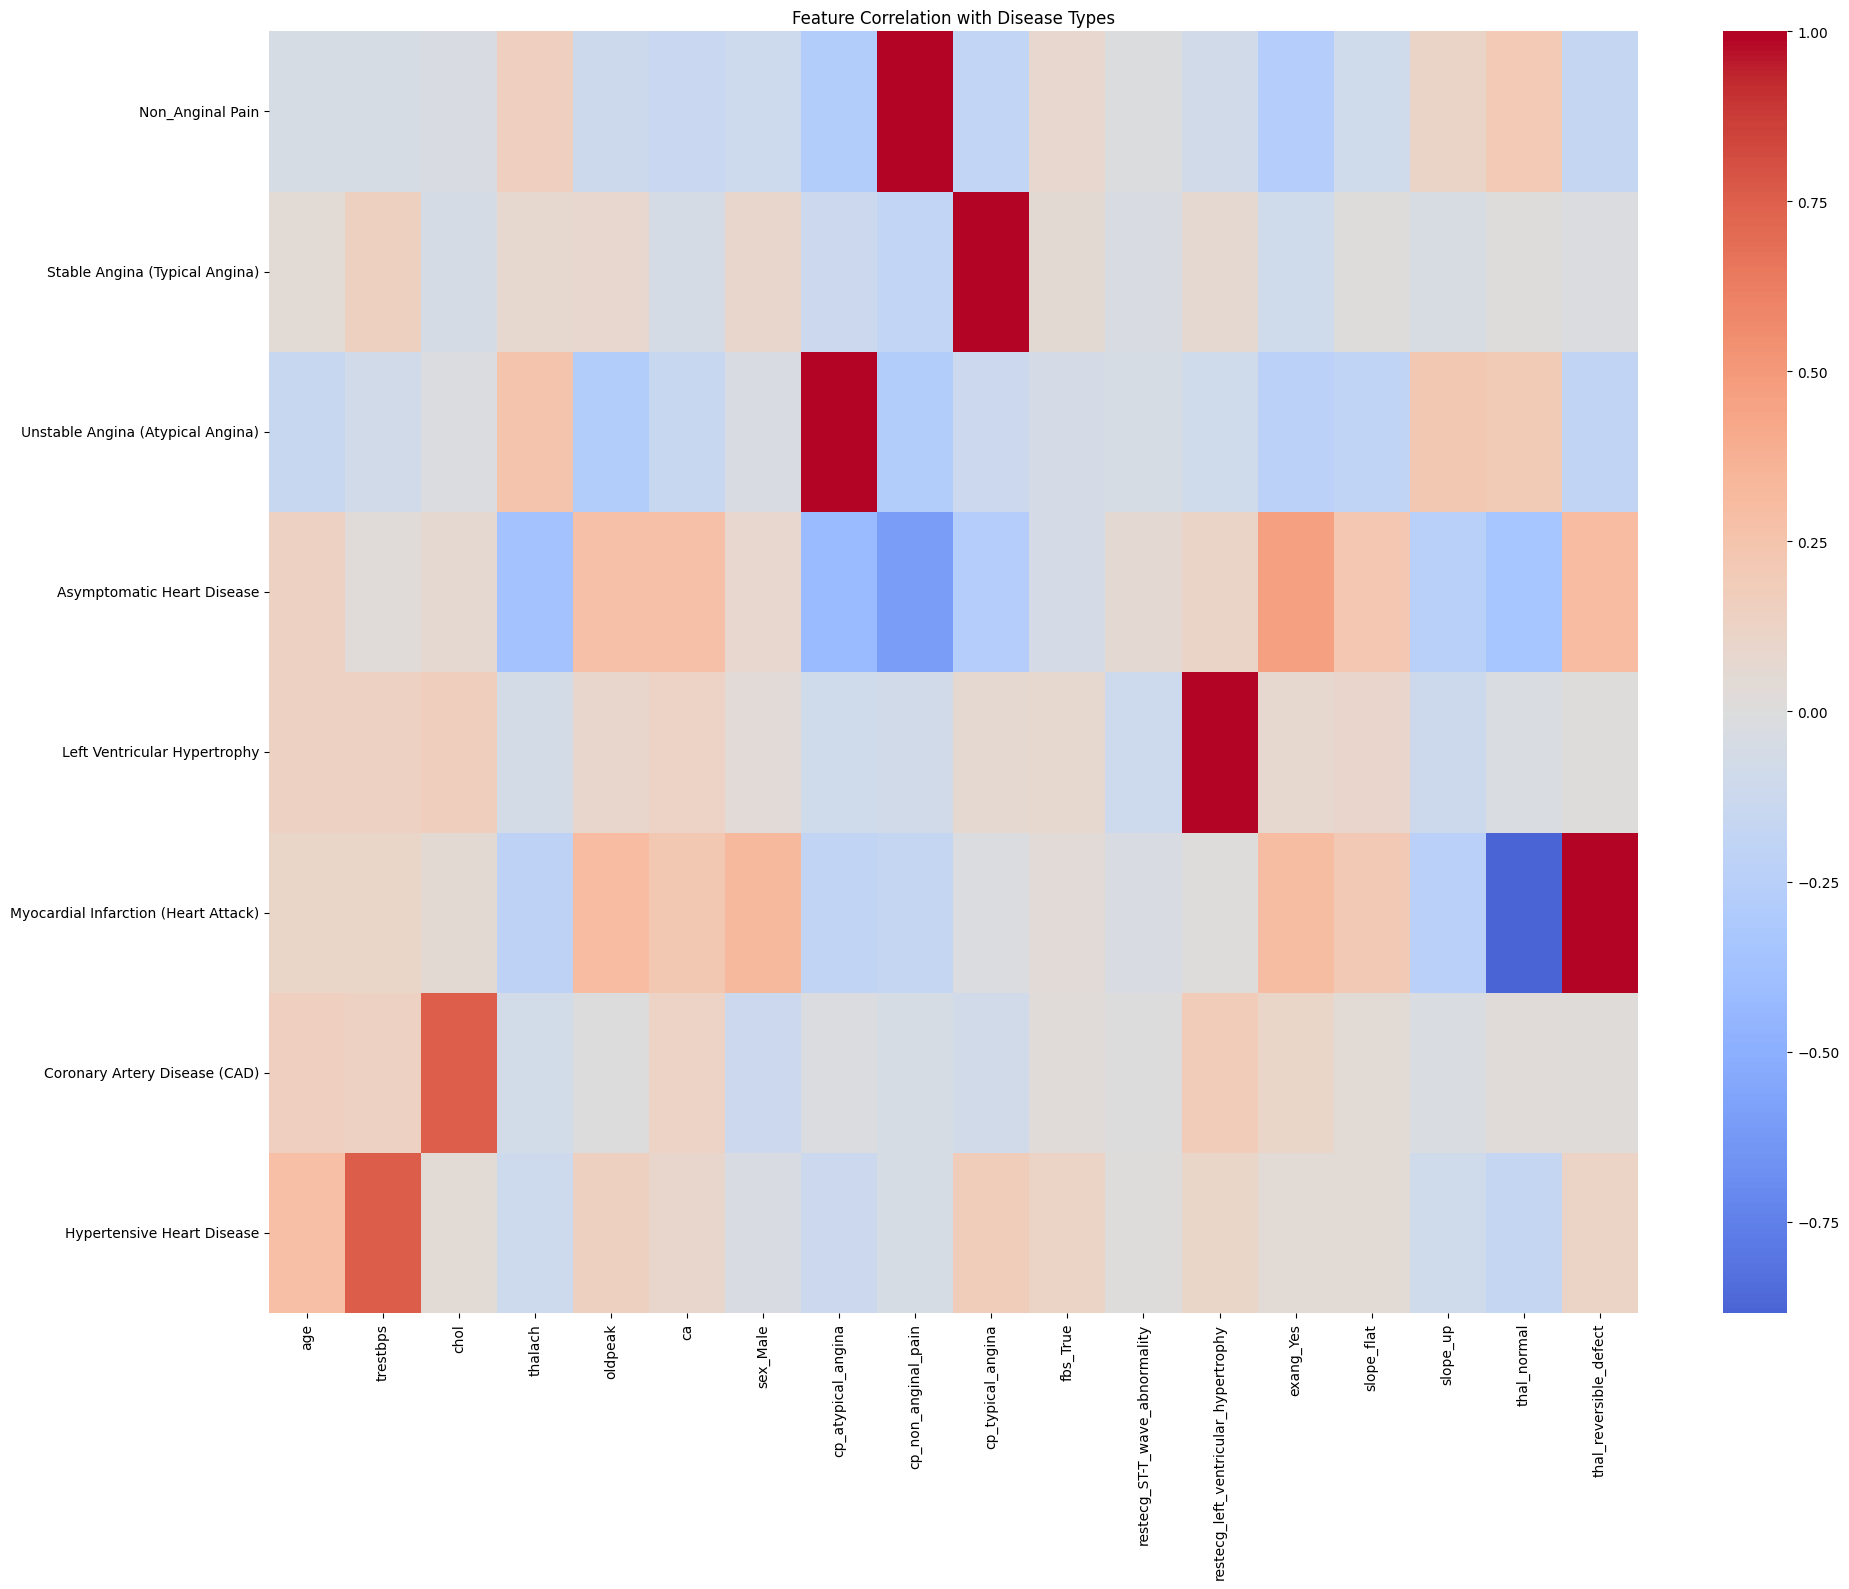 Feature Correlation with Disease Types
Non_Anginal Pain
Stable Angina (Typical Angina)
Unstable Angina (Atypical Angina)
Asymptomatic Heart Disease
Left Ventricular Hypertrophy
Myocardial Infarction (Heart Attack)
Coronary Artery Disease (CAD)
Hypertensive Heart Disease
age
trestbps
chol
thalach
oldpeak
ca
sex_Male
cp_atypical_angina
cp_non_anginal_pain
cp_typical_angina
fbs_True
restecg_ST-T_wave_abnormality
restecg_left_ventricular_hypertrophy
exang_Yes
slope_flat
slope_up
thal_normal
thal_reversible_defect
1.00
0.75
0.50
0.25
0.00
−0.25
−0.50
−0.75